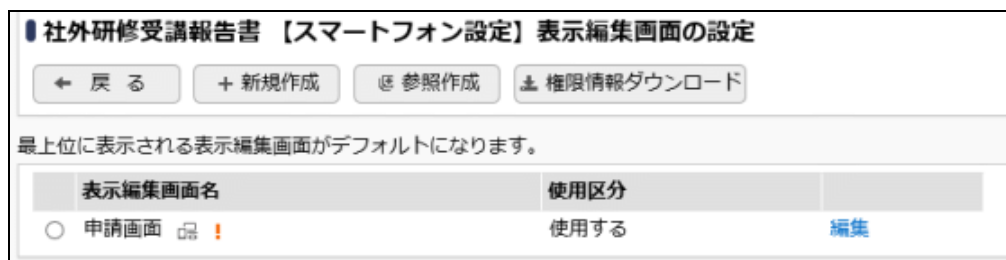 社外研修受講報告書 【スマートフォン設定】表示編集画面の設定
← 戻 る ＋新規作成 参照作成 権限情報ダウンロード
最上位に表示される表示編集画面がデフォルトになります。
表示編集画面名 使用区分
申請画面 ! 使用する 編集